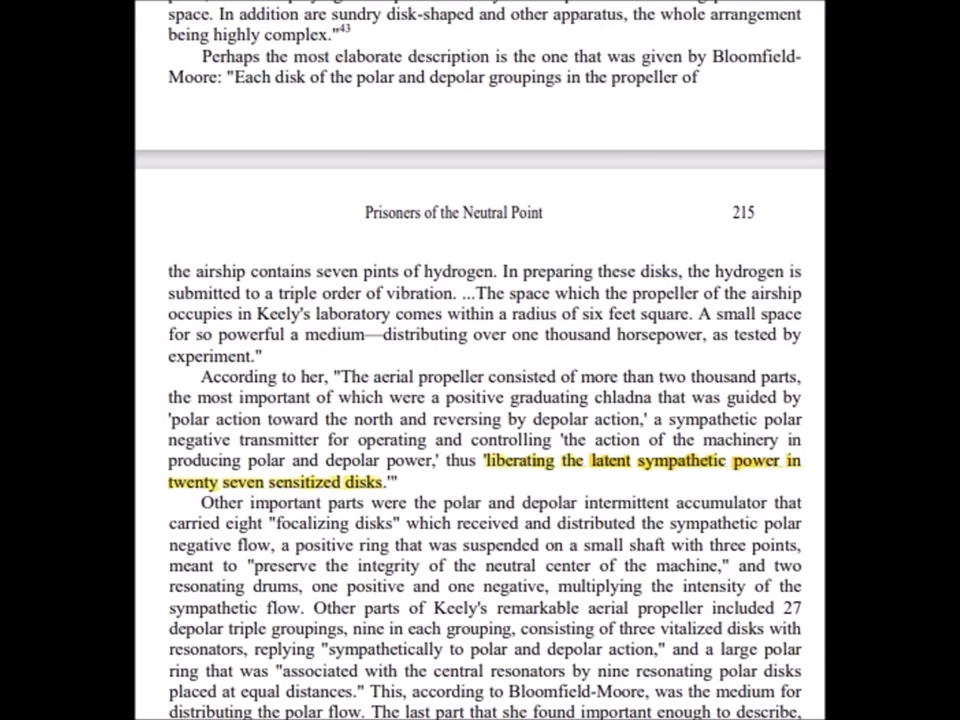 space. In addition are sundry disk-shaped and other apparatus, the whole arrangement
being highly complex."43
Perhaps the most elaborate description is the one that was given by Bloomfield-
Moore: "Each disk of the polar and depolar groupings in the propeller of
Prisoners of the Neutral Point 215
the airship contains seven pints of hydrogen. In preparing these disks, the hydrogen is
submitted to a triple order of vibration. ...The space which the propeller of the airship
occupies in Keely's laboratory comes within a radius of six feet square. A small space
for so powerful a medium—distributing over one thousand horsepower, as tested by
experiment."
According to her, "The aerial propeller consisted of more than two thousand parts,
the most important of which were a positive graduating chladna that was guided by
'polar action toward the north and reversing by depolar action,' a sympathetic polar
negative transmitter for operating and controlling 'the action of the machinery in
producing polar and depolar power,' thus 'liberating the latent sympathetic power in
twenty seven sensitized disks.'"
Other important parts were the polar and depolar intermittent accumulator that
carried eight "focalizing disks" which received and distributed the sympathetic polar
negative flow, a positive ring that was suspended on a small shaft with three points,
meant to "preserve the integrity of the neutral center of the machine," and two
resonating drums, one positive and one negative, multiplying the intensity of the
sympathetic flow. Other parts of Keely's remarkable aerial propeller included 27
depolar triple groupings, nine in each grouping, consisting of three vitalized disks with
resonators, replying "sympathetically to polar and depolar action," and a large polar
ring that was "associated with the central resonators by nine resonating polar disks
placed at equal distances." This, according to Bloomfield-Moore, was the medium for
distributing the polar flow. The last part that she found important enough to describe,